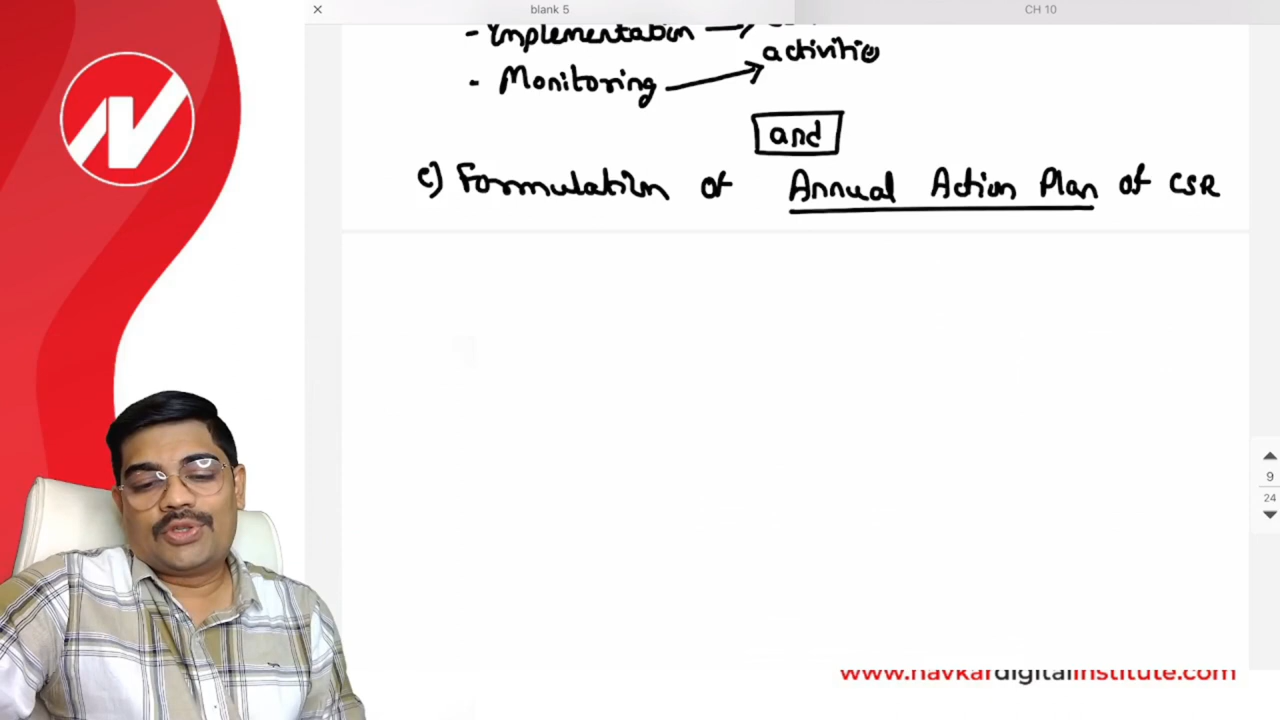 blank 5
CH 10
- Implementation →
activities
- Monitoring →
and
c) Formulation of Annual Action Plan of CSR
9
24
www.navkardigitalinstitute.com